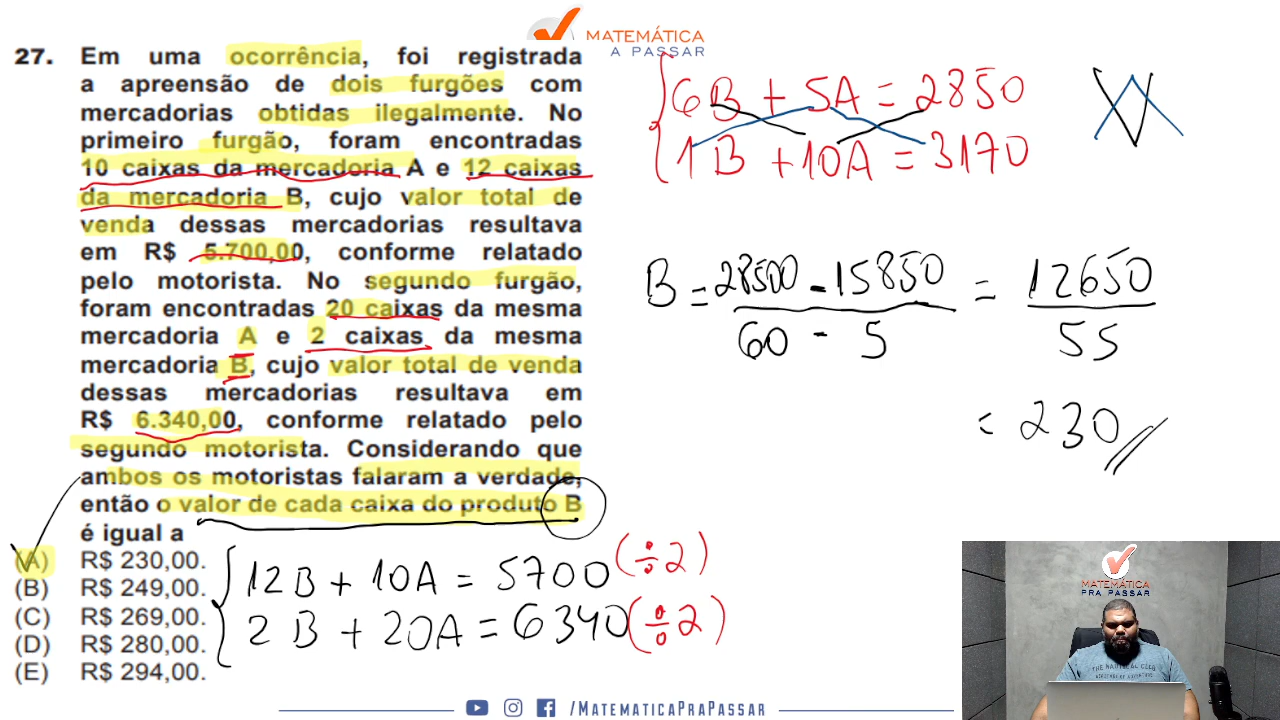 MATEMÁTICA
A PASSAR
27. Em uma ocorrência, foi registrada
a apreensão de dois furgões com
mercadorias obtidas ilegalmente. No
primeiro furgão, foram encontradas
10 caixas da mercadoria A e 12 caixas
da mercadoria B, cujo valor total de
venda dessas mercadorias resultava
em R$ 5.700,00, conforme relatado
pelo motorista. No segundo furgão,
foram encontradas 20 caixas da mesma
mercadoria A e 2 caixas da mesma
mercadoria B, cujo valor total de venda
dessas mercadorias resultava em
R$ 6.340,00, conforme relatado pelo
segundo motorista. Considerando que
ambos os motoristas falaram a verdade,
então o valor de cada caixa do produto B
é igual a
(A) R$ 230,00.
(B) R$ 249,00.
(C) R$ 269,00.
(D) R$ 280,00.
(E) R$ 294,00.
12B + 10A = 5700 (÷2)
2B + 20A = 6340 (÷2)
6B + 5A = 2850
1B + 10A = 3170
B = 28500 - 15850 / 60 - 5 = 12650 / 55
= 230
MATEMÁTICA
PRA PASSAR
THE NAUTICAL CLUB
/MATEMATICAPRAPASSAR